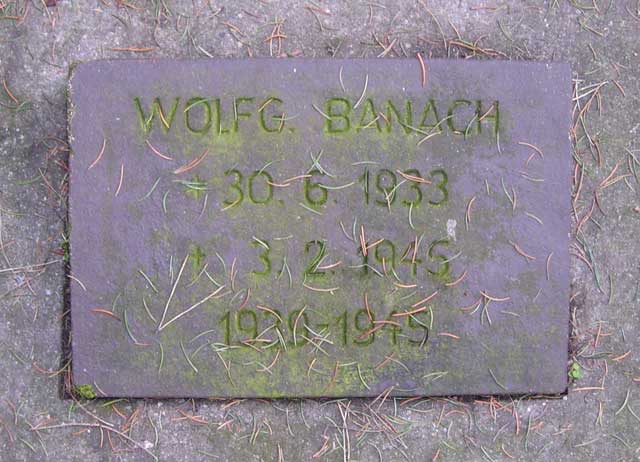 WOLFG. BANACH
* 30. 6. 1933
† 3. 2. 1945
1939-1945